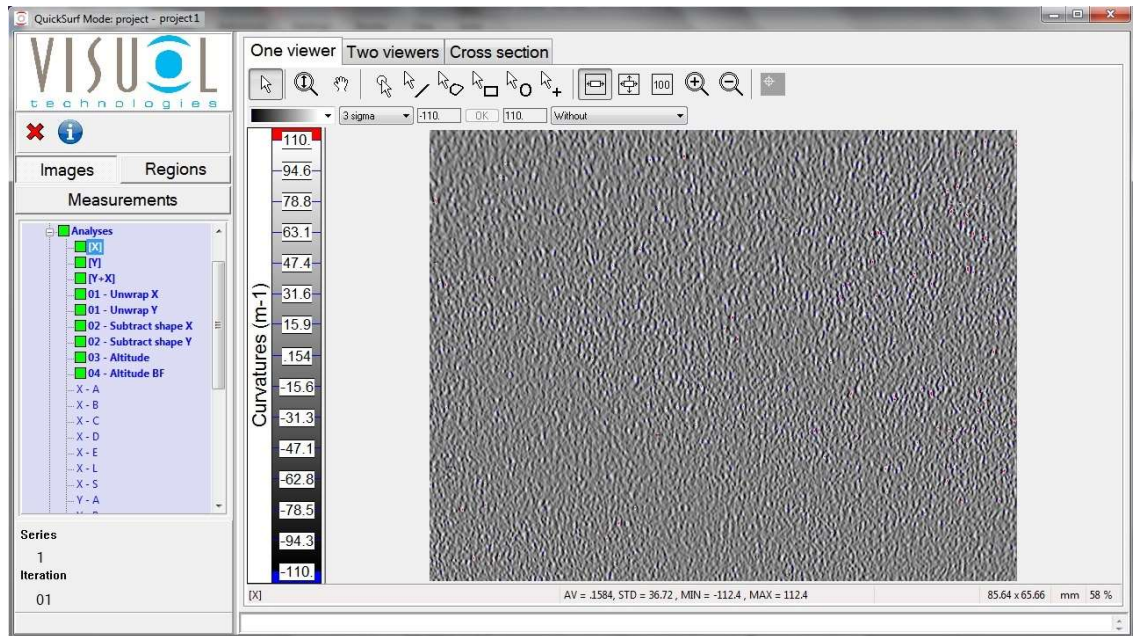 QuickSurf Mode: project - project1
VISUOL
technologies
Images Regions
Measurements
Analyses
[X]
[Y]
[Y+X]
01 - Unwrap X
01 - Unwrap Y
02 - Subtract shape X
02 - Subtract shape Y
03 - Altitude
04 - Altitude BF
X - A
X - B
X - C
X - D
X - E
X - L
X - S
Y - A
Series
1
Iteration
01
One viewer Two viewers Cross section
100
3 sigma -110. OK 110. Without
Curvatures (m-1)
110.
94.6
78.8
63.1
47.4
31.6
15.9
.154
-15.6
-31.3
-47.1
-62.8
-78.5
-94.3
-110.
[X] AV = .1584, STD = 36.72 , MIN = -112.4 , MAX = 112.4 85.64 x 65.66 mm 58 %